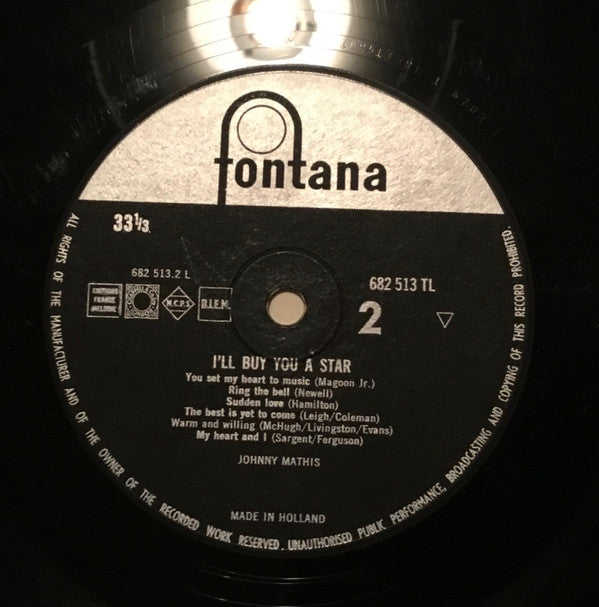 fontana
33⅓
682 513.2 L
682 513 TL
EDITIONS
FRANCE
MELODIE
M.C.P.S.
B.I.E.M.
2
I'LL BUY YOU A STAR
You set my heart to music (Magoon Jr.)
Ring the bell (Newell)
Sudden love (Hamilton)
The best is yet to come (Leigh/Coleman)
Warm and willing (McHugh/Livingston/Evans)
My heart and I (Sargent/Ferguson)
JOHNNY MATHIS
MADE IN HOLLAND
ALL RIGHTS OF THE MANUFACTURER AND OF THE OWNER OF THE RECORDED WORK RESERVED. UNAUTHORISED PUBLIC PERFORMANCE, BROADCASTING AND COPYING OF THIS RECORD PROHIBITED.